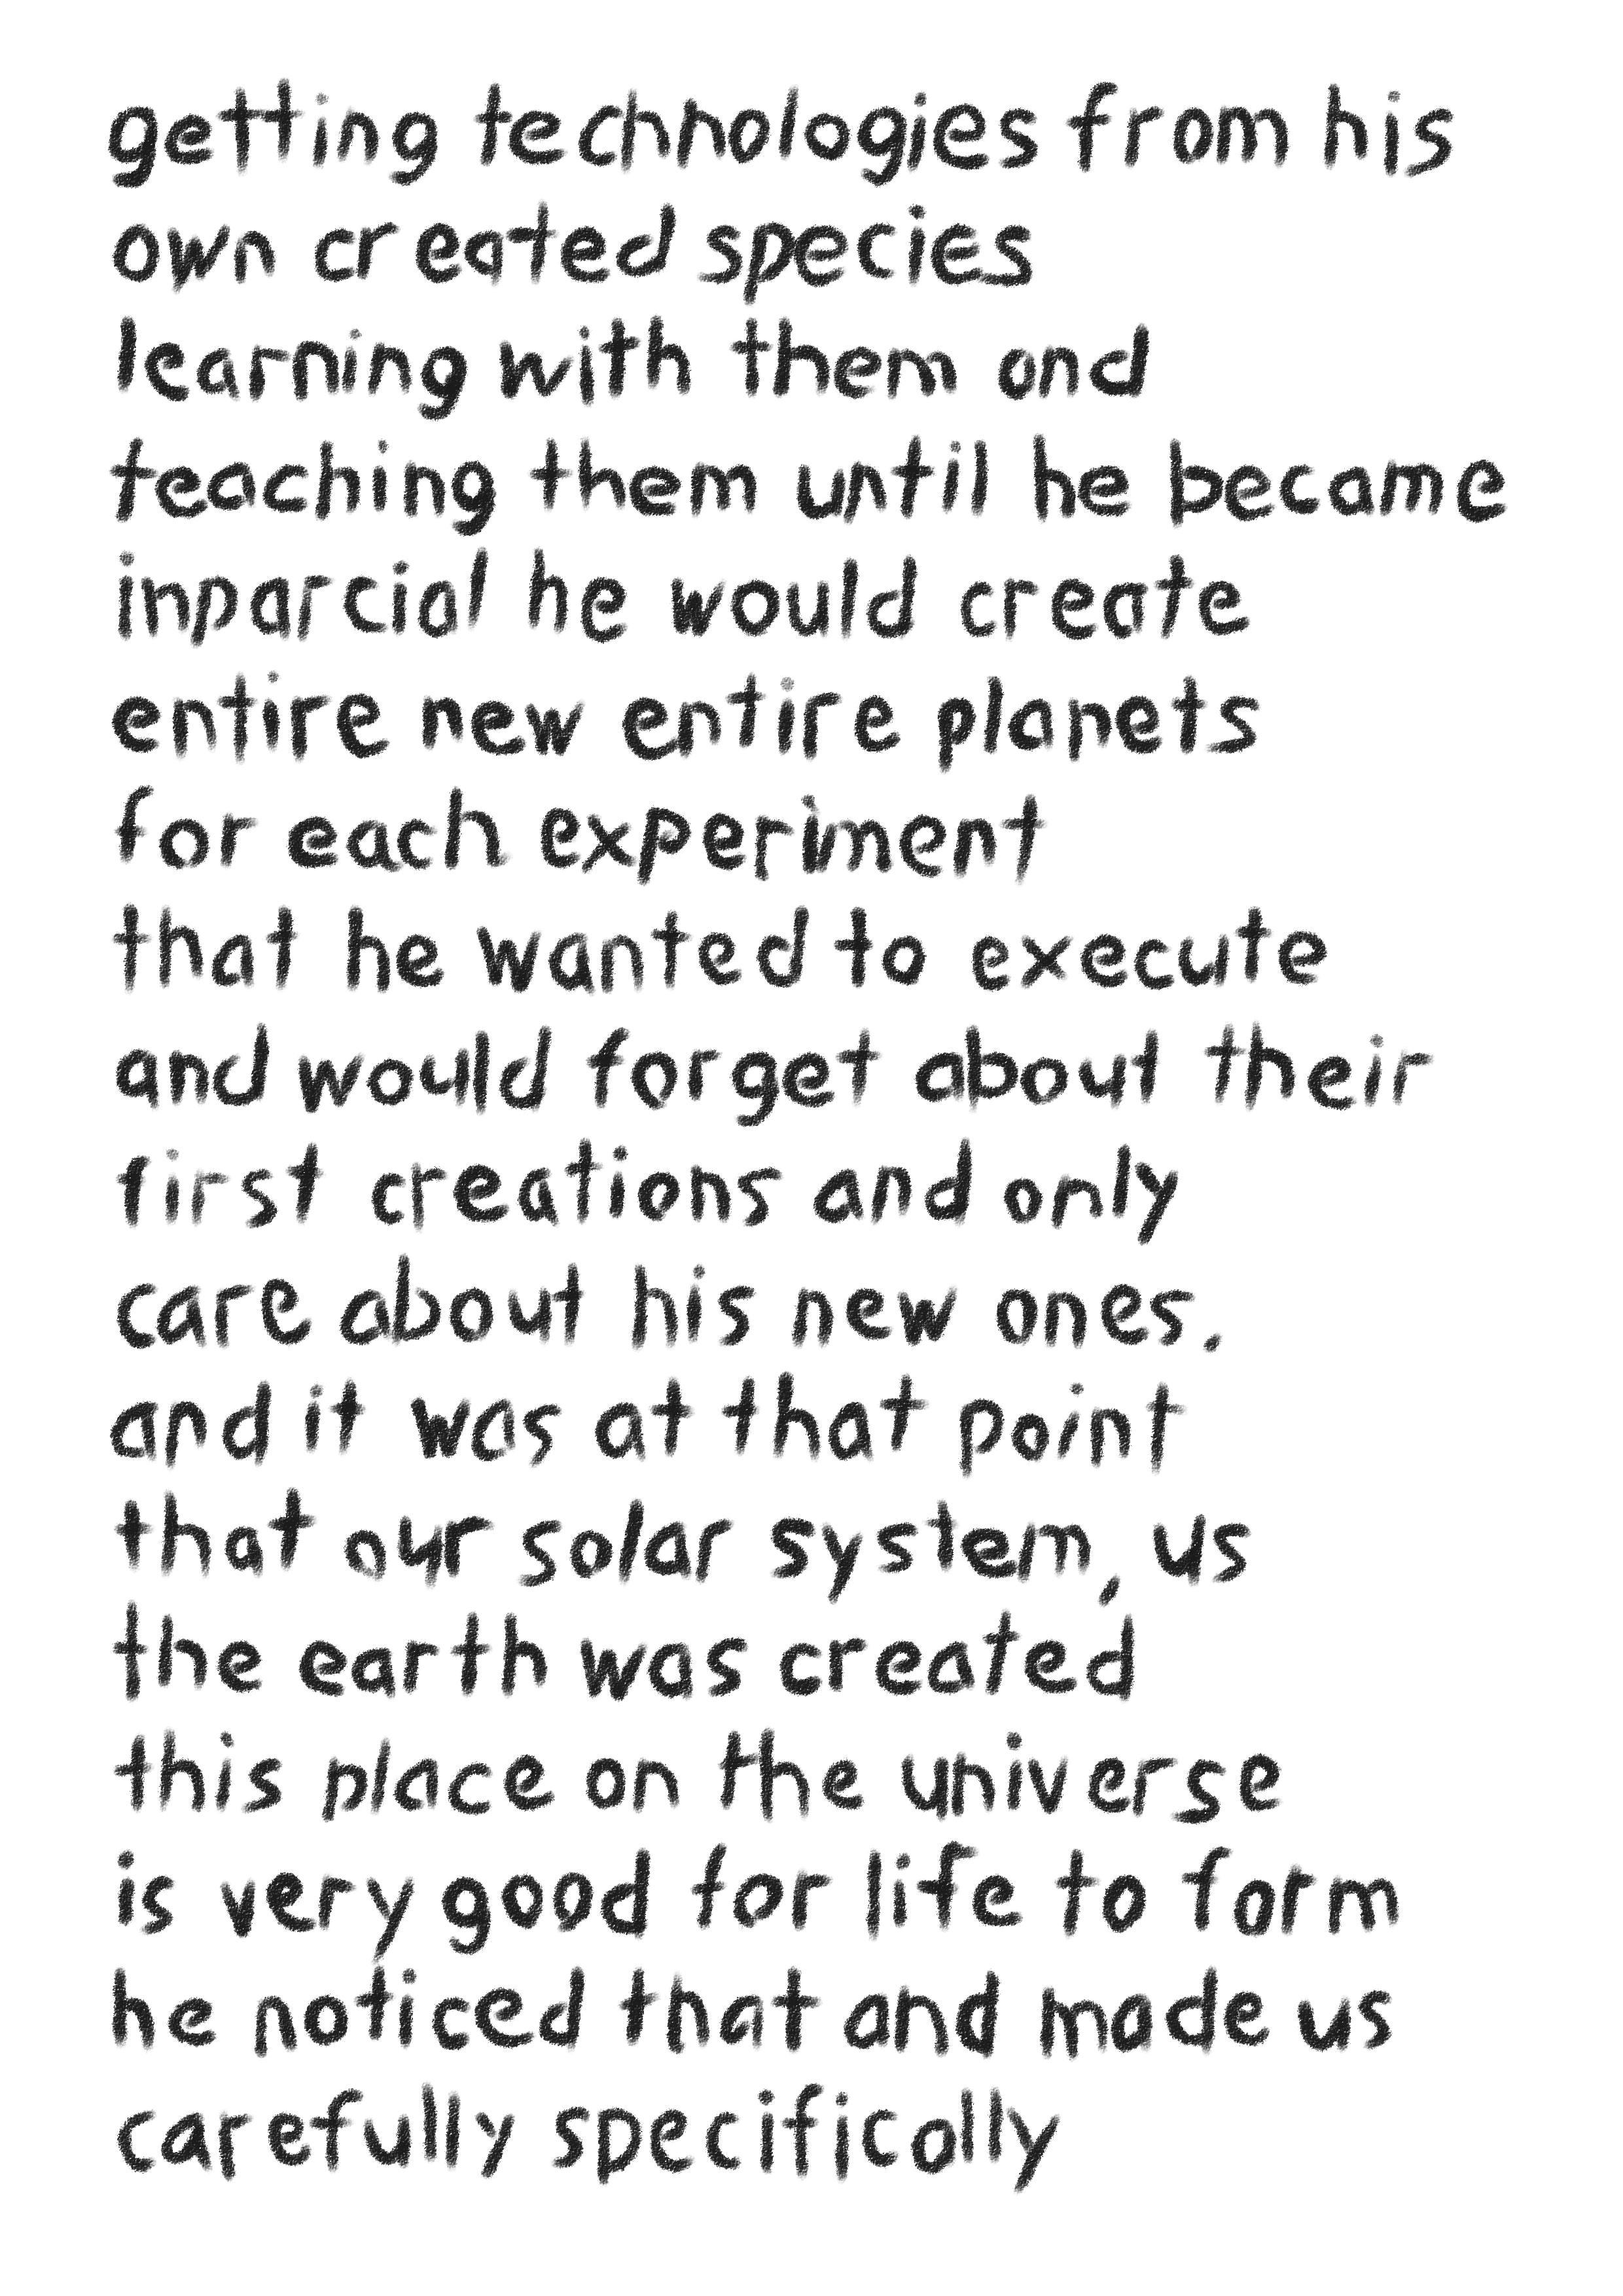 getting technologies from his
own created species
learning with them and
teaching them until he became
inparcial he would create
entire new entire planets
for each experiment
that he wanted to execute
and would forget about their
first creations and only
care about his new ones.
and it was at that point
that our solar system, us
the earth was created
this place on the universe
is very good for life to form
he noticed that and made us
carefully specifically